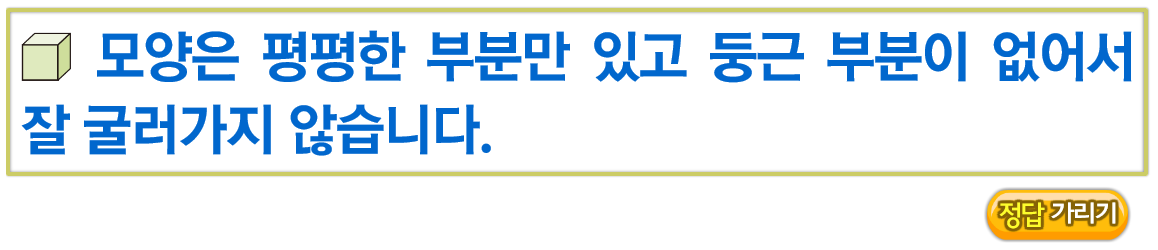 모양은 평평한 부분만 있고 둥근 부분이 없어서
잘 굴러가지 않습니다.
정답 가리기